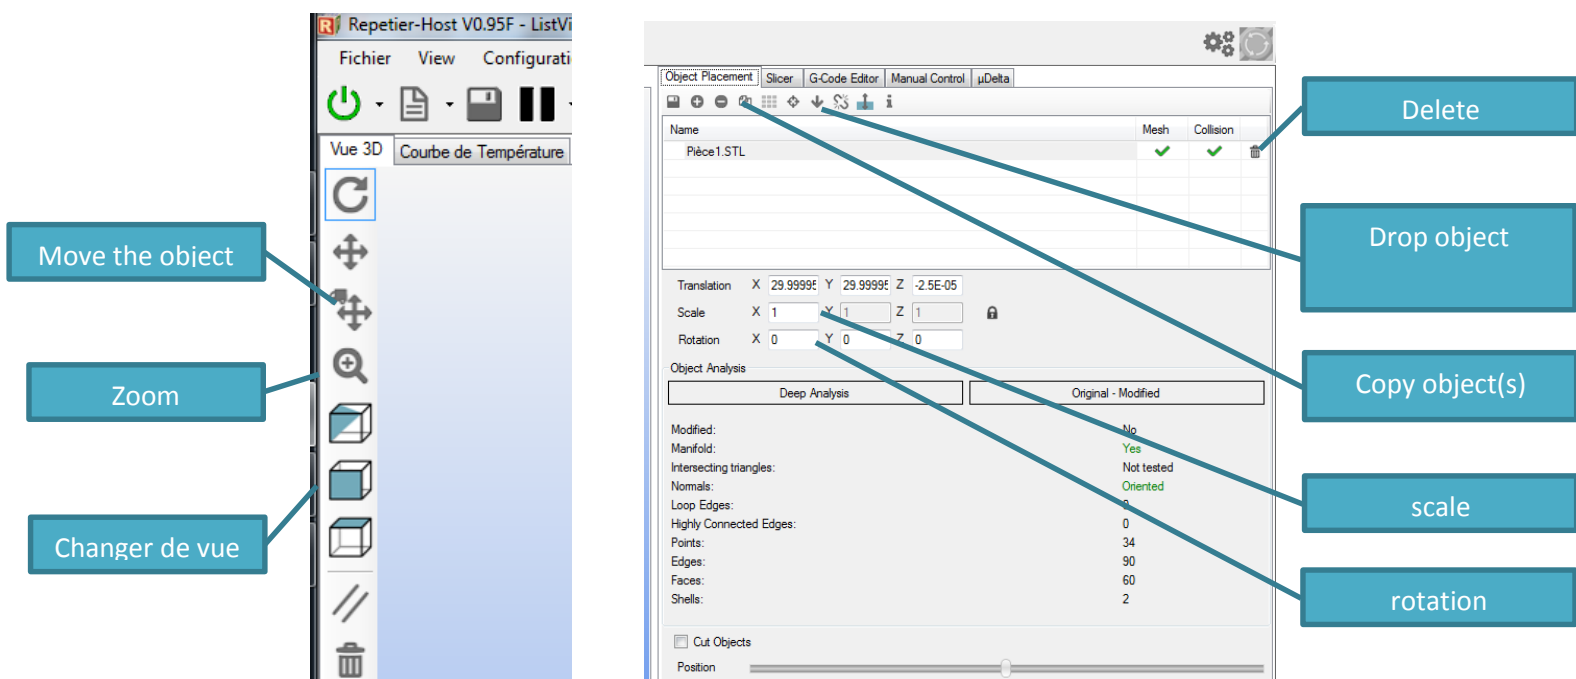 Repetier-Host V0.95F - ListVi
Fichier View Configurati
Vue 3D Courbe de Température
Move the object
Zoom
Changer de vue
Object Placement Slicer G-Code Editor Manual Control µDelta
Name Mesh Collision
Pièce1.STL
Translation X 29.99995 Y 29.99995 Z -2.5E-05
Scale X 1 Y 1 Z 1
Rotation X 0 Y 0 Z 0
Object Analysis
Deep Analysis Original - Modified
Modified: No
Manifold: Yes
Intersecting triangles: Not tested
Normals: Oriented
Loop Edges: 0
Highly Connected Edges: 0
Points: 34
Edges: 90
Faces: 60
Shells: 2
Cut Objects
Position
Delete
Drop object
Copy object(s)
scale
rotation